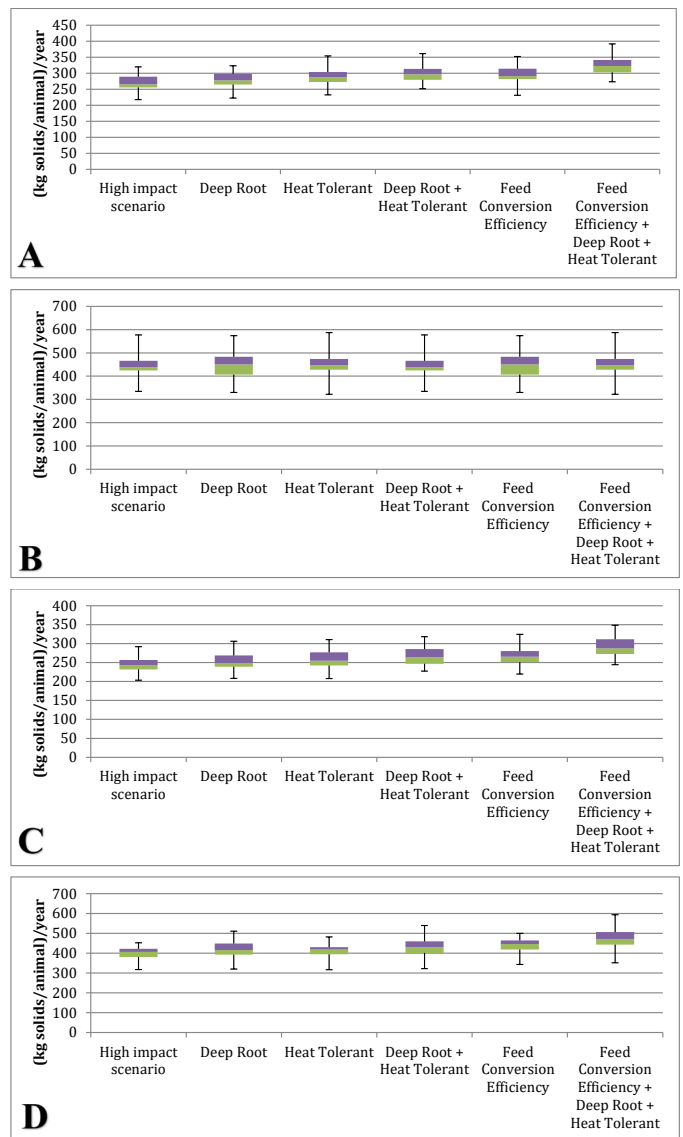 (kg solids/animal)/year
450
400
350
300
250
200
150
100
50
0
High impact
scenario
Deep Root
Heat Tolerant
Deep Root +
Heat Tolerant
Feed
Conversion
Efficiency
Feed
Conversion
Efficiency +
Deep Root +
Heat Tolerant
A
(kg solids/animal)/year
700
600
500
400
300
200
100
0
High impact
scenario
Deep Root
Heat Tolerant
Deep Root +
Heat Tolerant
Feed
Conversion
Efficiency
Feed
Conversion
Efficiency +
Deep Root +
Heat Tolerant
B
(kg solids/animal)/year
400
350
300
250
200
150
100
50
0
High impact
scenario
Deep Root
Heat Tolerant
Deep Root +
Heat Tolerant
Feed
Conversion
Efficiency
Feed
Conversion
Efficiency +
Deep Root +
Heat Tolerant
C
(kg solids/animal)/year
700
600
500
400
300
200
100
0
High impact
scenario
Deep Root
Heat Tolerant
Deep Root +
Heat Tolerant
Feed
Conversion
Efficiency
Feed
Conversion
Efficiency +
Deep Root +
Heat Tolerant
D